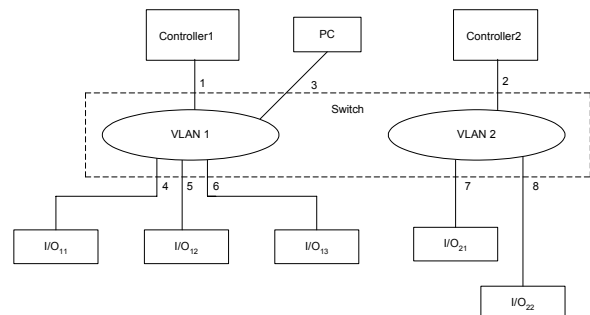 Controller1
PC
Controller2
1
3
2
Switch
VLAN 1
VLAN 2
4
5
6
7
8
I/O11
I/O12
I/O13
I/O21
I/O22